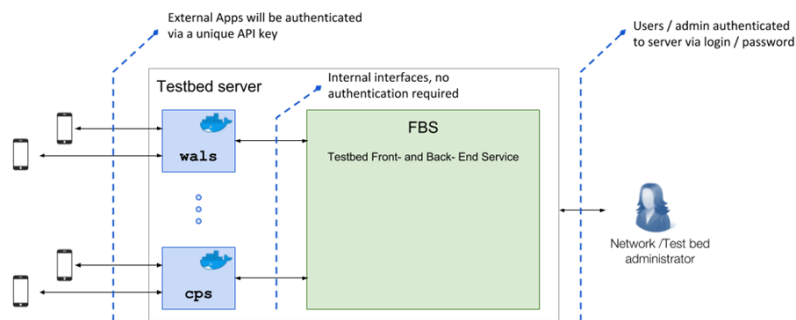 External Apps will be authenticated
via a unique API key
Users / admin authenticated
to server via login / password
Testbed server
Internal interfaces, no
authentication required
FBS
Testbed Front- and Back- End Service
wals
Network /Test bed
administrator
cps